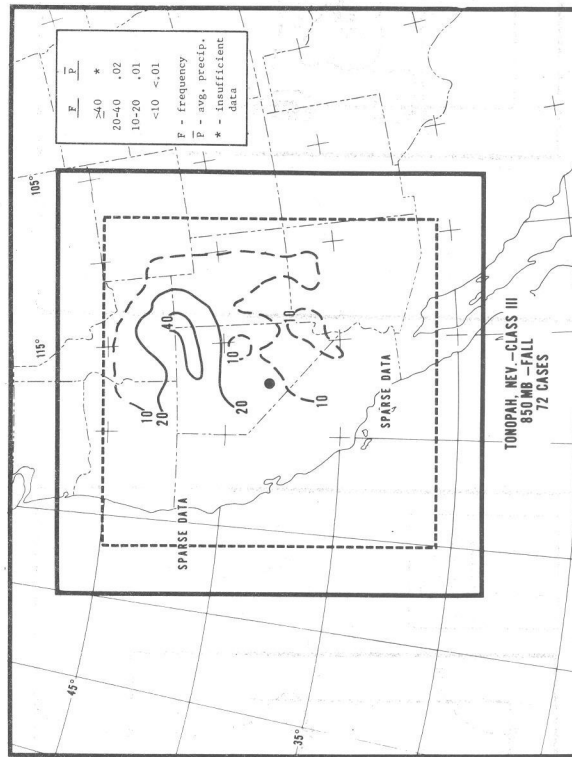 F P
≥40 *
20-40 .02
10-20 .01
<10 <.01
F - frequency
P - avg. precip.
* - insufficient
data
105°
115°
45°
35°
40
20
10
20
10
10
10
10
SPARSE DATA
SPARSE DATA
TONOPAH, NEV.-CLASS III
850 MB - FALL
72 CASES